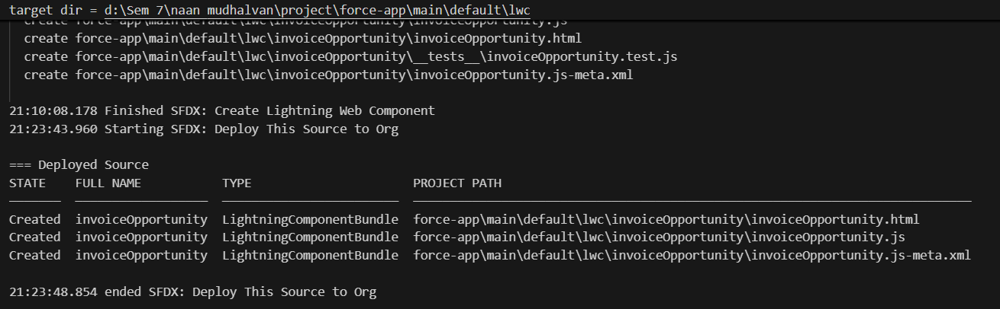 target dir = d:\Sem 7\naan mudhalvan\project\force-app\main\default\lwc
create force-app\main\default\lwc\invoiceOpportunity\invoiceOpportunity.js
create force-app\main\default\lwc\invoiceOpportunity\invoiceOpportunity.html
create force-app\main\default\lwc\invoiceOpportunity\__tests__\invoiceOpportunity.test.js
create force-app\main\default\lwc\invoiceOpportunity\invoiceOpportunity.js-meta.xml
21:10:08.178 Finished SFDX: Create Lightning Web Component
21:23:43.960 Starting SFDX: Deploy This Source to Org
=== Deployed Source
STATE FULL NAME TYPE PROJECT PATH
Created invoiceOpportunity LightningComponentBundle force-app\main\default\lwc\invoiceOpportunity\invoiceOpportunity.html
Created invoiceOpportunity LightningComponentBundle force-app\main\default\lwc\invoiceOpportunity\invoiceOpportunity.js
Created invoiceOpportunity LightningComponentBundle force-app\main\default\lwc\invoiceOpportunity\invoiceOpportunity.js-meta.xml
21:23:48.854 ended SFDX: Deploy This Source to Org